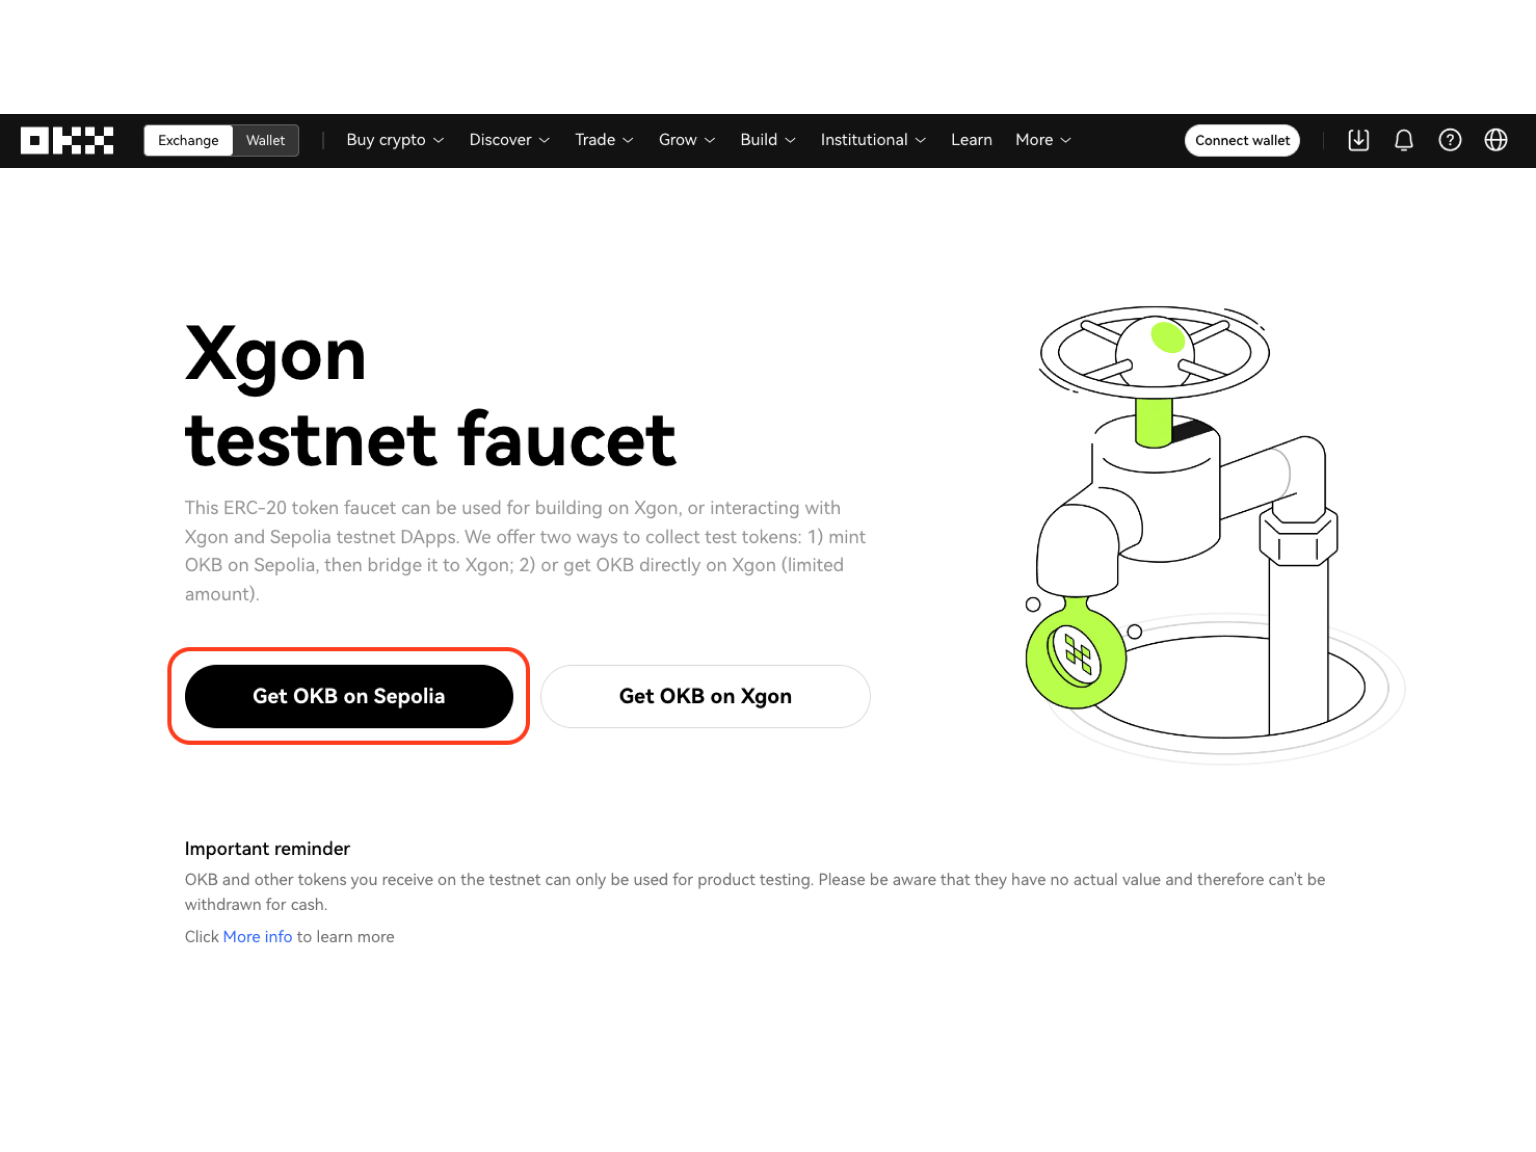 OKX
Exchange
Wallet
Buy crypto
Discover
Trade
Grow
Build
Institutional
Learn
More
Connect wallet
Xgon
testnet faucet
This ERC-20 token faucet can be used for building on Xgon, or interacting with
Xgon and Sepolia testnet DApps. We offer two ways to collect test tokens: 1) mint
OKB on Sepolia, then bridge it to Xgon; 2) or get OKB directly on Xgon (limited
amount).
Get OKB on Sepolia
Get OKB on Xgon
Important reminder
OKB and other tokens you receive on the testnet can only be used for product testing. Please be aware that they have no actual value and therefore can't be
withdrawn for cash.
Click More info to learn more